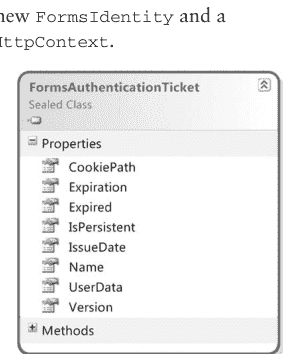 new FormsIdentity and a
HttpContext.
FormsAuthenticationTicket
Sealed Class
Properties
CookiePath
Expiration
Expired
IsPersistent
IssueDate
Name
UserData
Version
Methods